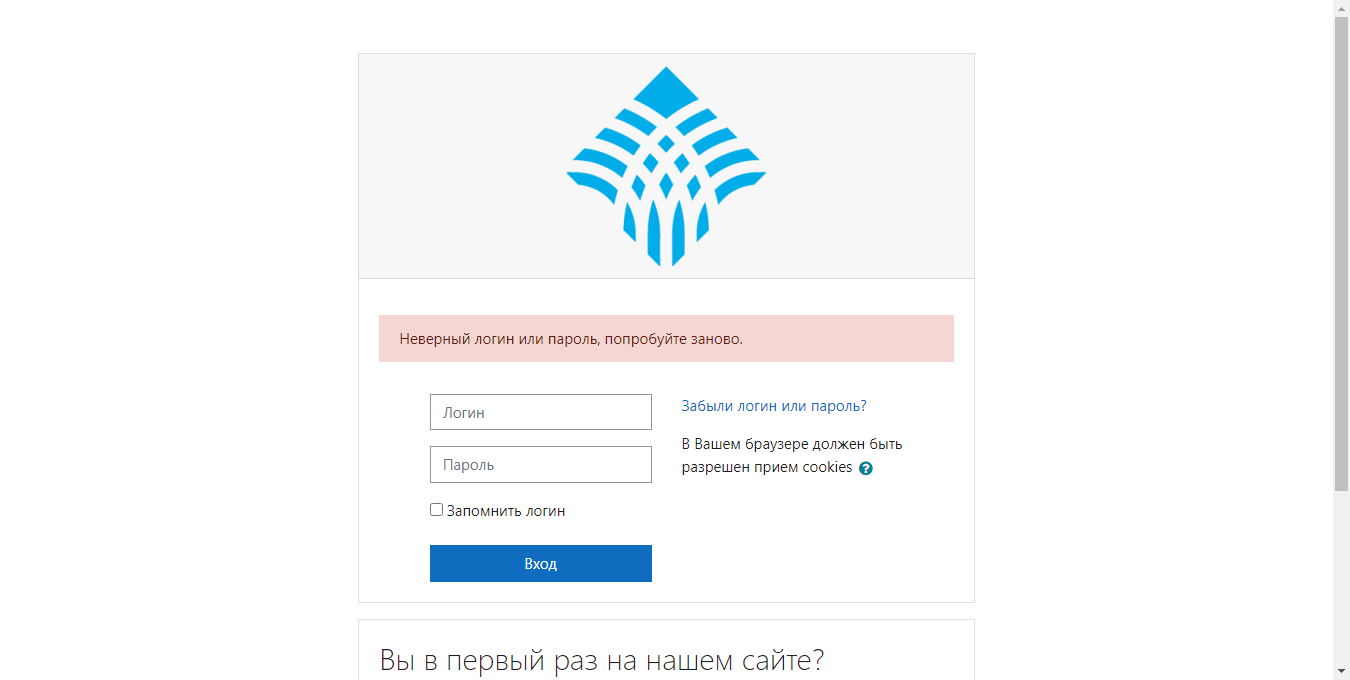 Неверный логин или пароль, попробуйте заново.
Логин
Забыли логин или пароль?
Пароль
В Вашем браузере должен быть
разрешен прием cookies
Запомнить логин
Вход
Вы в первый раз на нашем сайте?